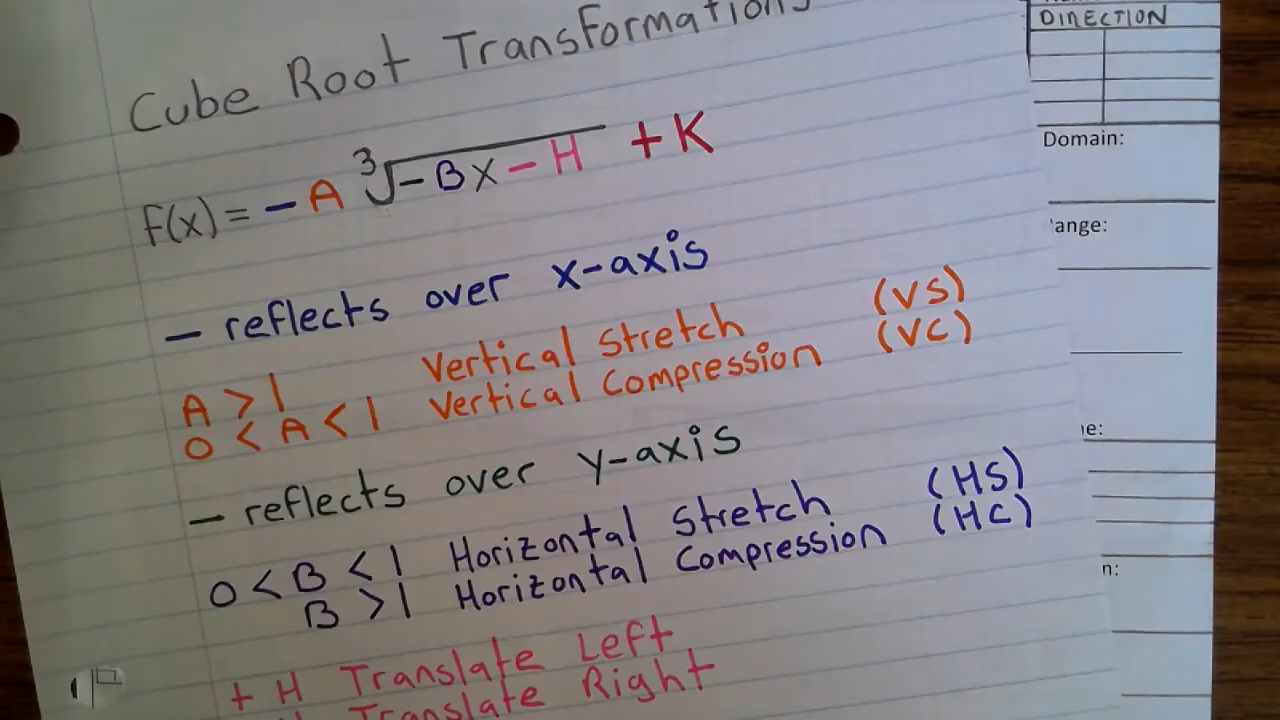 Cube Root Transformations
F(x) = -A ∛(-Bx - H) + K
- reflects over x-axis
A > 1 Vertical Stretch (VS)
0 < A < 1 Vertical Compression (VC)
- reflects over y-axis
0 < B < 1 Horizontal Stretch (HS)
B > 1 Horizontal Compression (HC)
+ H Translate Left
H Translate Right
DIRECTION
Domain:
ange:
e:
n: